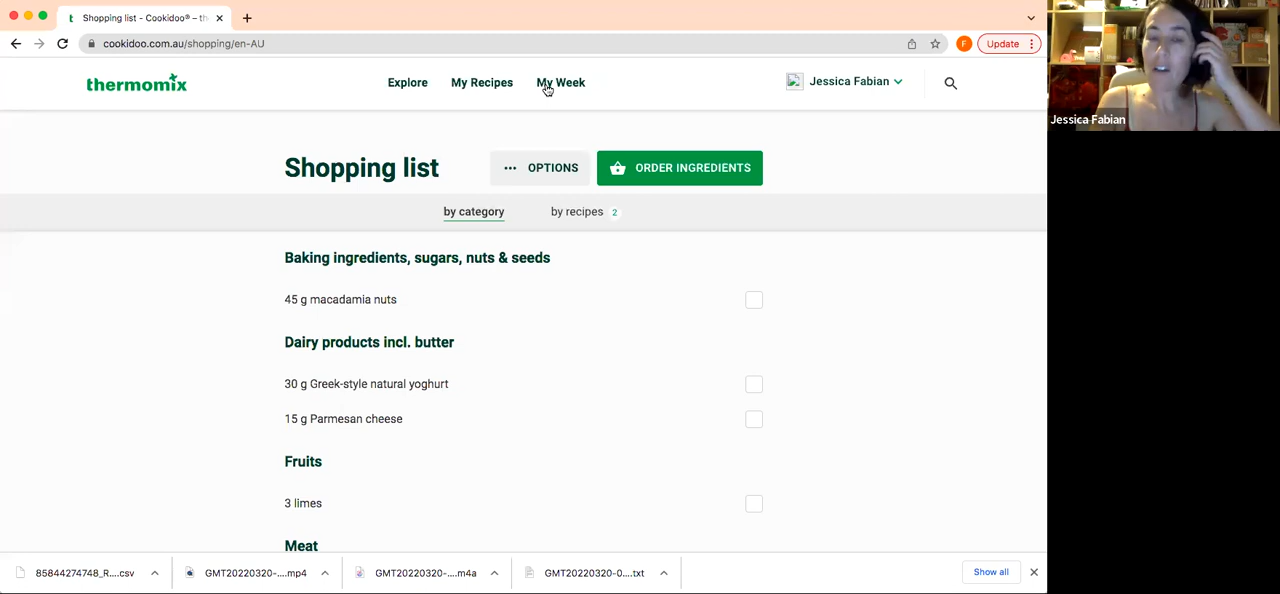 Shopping list - Cookidoo® – th
cookidoo.com.au/shopping/en-AU
F
Update
thermomix
Explore
My Recipes
My Week
Jessica Fabian
Shopping list
OPTIONS
ORDER INGREDIENTS
by category
by recipes 2
Baking ingredients, sugars, nuts & seeds
45 g macadamia nuts
Dairy products incl. butter
30 g Greek-style natural yoghurt
15 g Parmesan cheese
Fruits
3 limes
Meat
85844274748_R....csv
GMT20220320-....mp4
GMT20220320-....m4a
GMT20220320-0....txt
Show all
Jessica Fabian